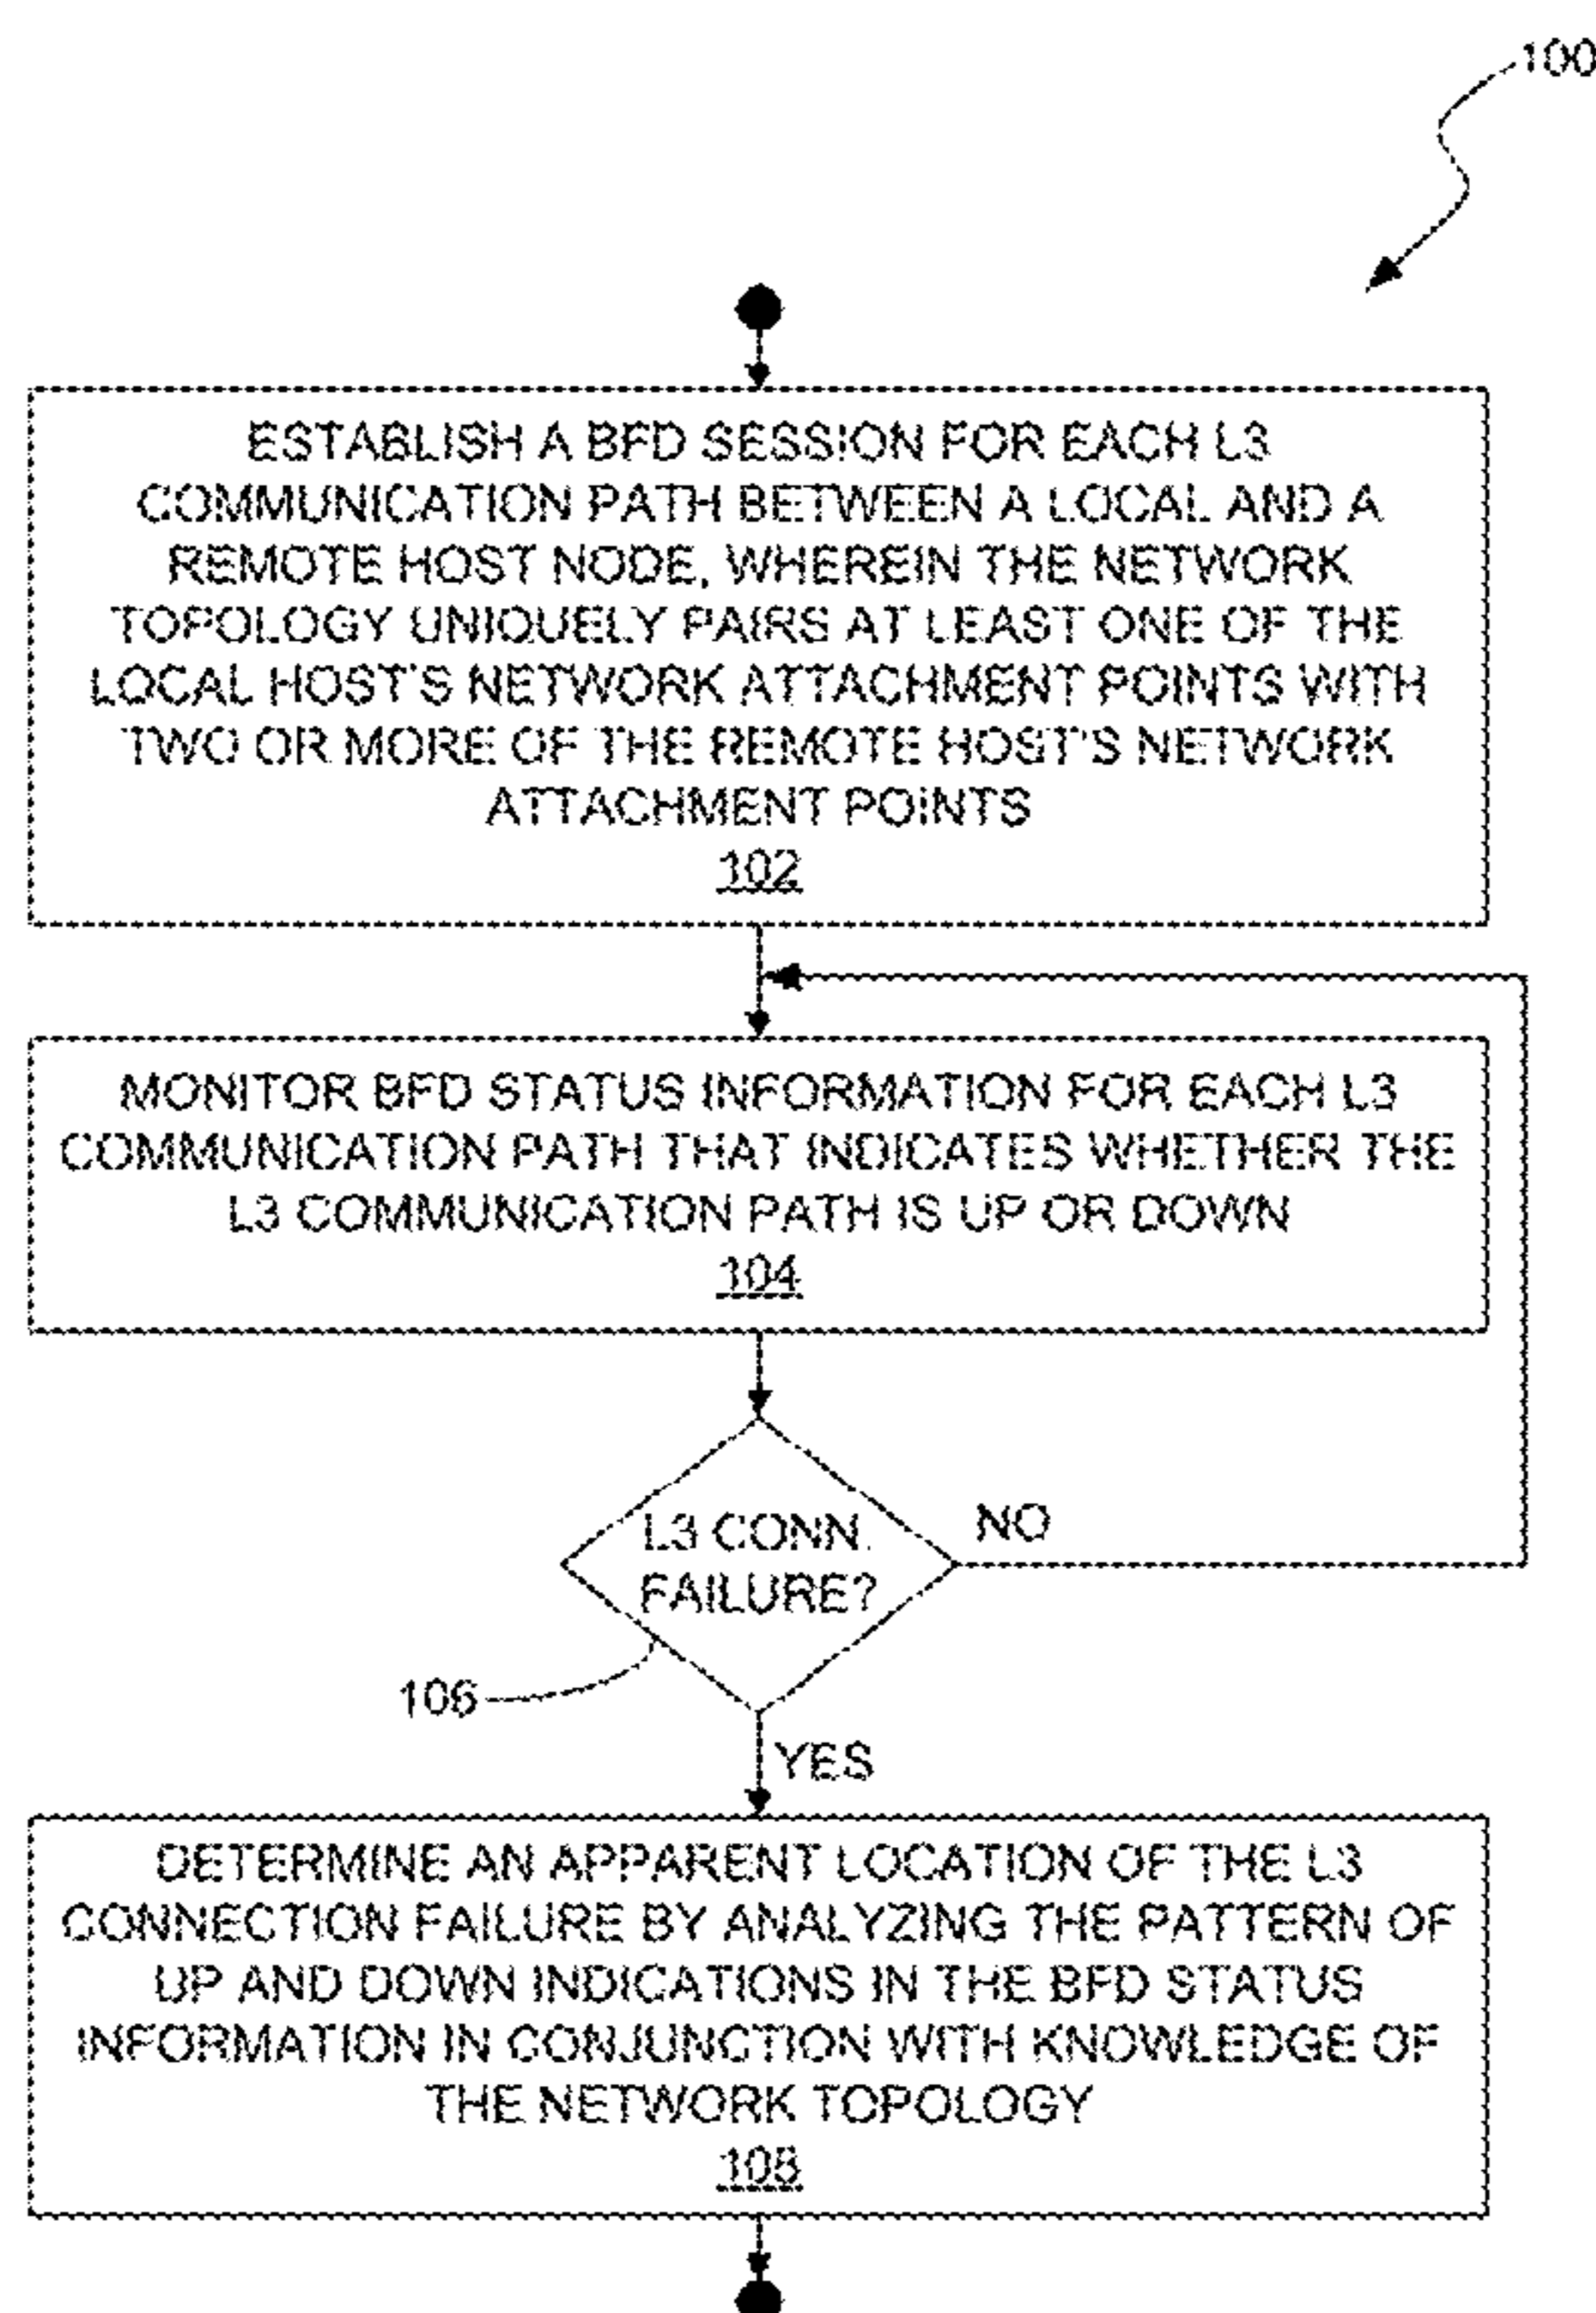 100
ESTABLISH A BFD SESSION FOR EACH L3
COMMUNICATION PATH BETWEEN A LOCAL AND A
REMOTE HOST NODE, WHEREIN THE NETWORK
TOPOLOGY UNIQUELY PAIRS AT LEAST ONE OF THE
LOCAL HOST'S NETWORK ATTACHMENT POINTS WITH
TWO OR MORE OF THE REMOTE HOST'S NETWORK
ATTACHMENT POINTS
102
MONITOR BFD STATUS INFORMATION FOR EACH L3
COMMUNICATION PATH THAT INDICATES WHETHER THE
L3 COMMUNICATION PATH IS UP OR DOWN
104
L3 CONN.
FAILURE?
NO
106
YES
DETERMINE AN APPARENT LOCATION OF THE L3
CONNECTION FAILURE BY ANALYZING THE PATTERN OF
UP AND DOWN INDICATIONS IN THE BFD STATUS
INFORMATION IN CONJUNCTION WITH KNOWLEDGE OF
THE NETWORK TOPOLOGY
108